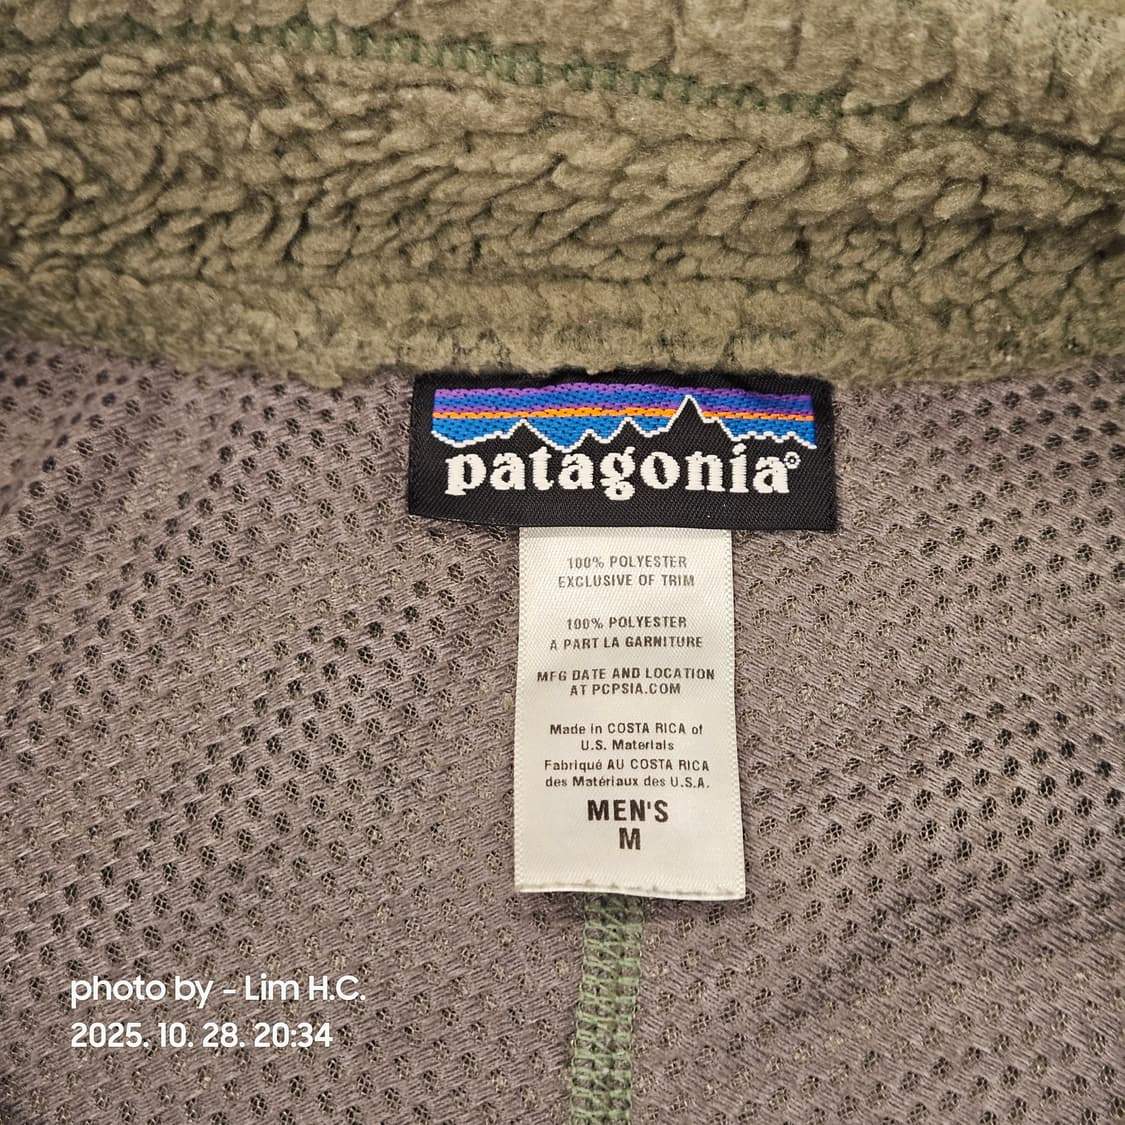 patagonia®
100% POLYESTER
EXCLUSIVE OF TRIM
100% POLYESTER
À PART LA GARNITURE
MFG DATE AND LOCATION
AT PCPSIA.COM
Made in COSTA RICA of
U.S. Materials
Fabriqué AU COSTA RICA
des Matériaux des U.S.A.
MEN'S
M
photo by - Lim H.C.
2025. 10. 28. 20:34